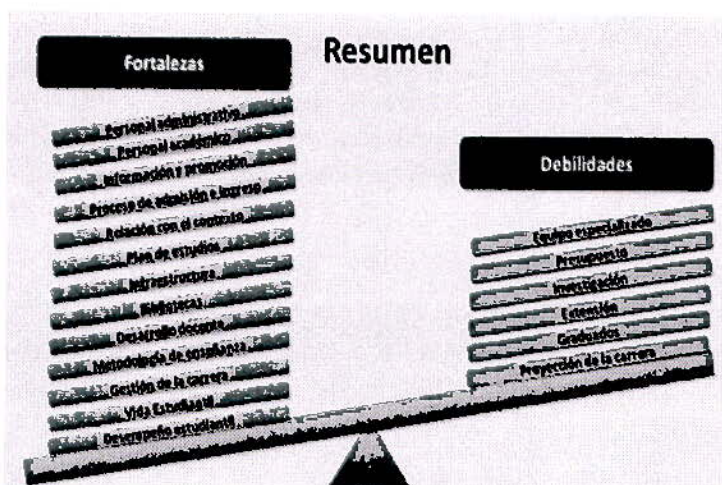 Resumen
Fortalezas
Personal administrativo
Personal académico
Información y promoción
Proceso de admisión e ingreso
Relación con el contexto
Plan de estudios
Infraestructura
Bibliotecas
Desarrollo docente
Metodología de enseñanza
Gestión de la carrera
Vida Estudiantil
Desempeño estudiantil
Debilidades
Equipo especializado
Presupuesto
Investigación
Extensión
Graduados
Proyección de la carrera